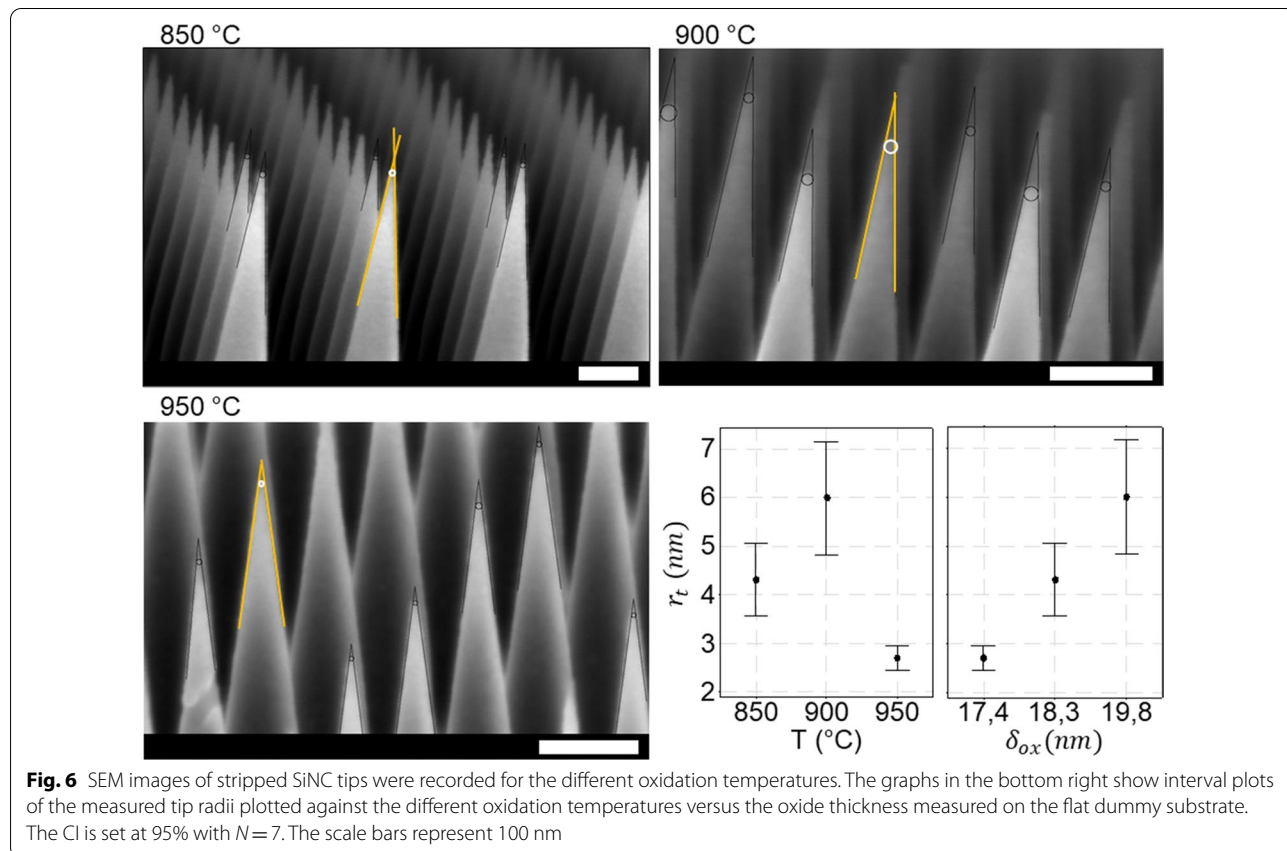 850 °C
900 °C
950 °C
7
6
5
4
3
2
r_t (nm)
850 900 950
T (°C)
17,4 18,3 19,8
δ_ox (nm)
Fig. 6 SEM images of stripped SiNC tips were recorded for the different oxidation temperatures. The graphs in the bottom right show interval plots
of the measured tip radii plotted against the different oxidation temperatures versus the oxide thickness measured on the flat dummy substrate.
The CI is set at 95% with N = 7. The scale bars represent 100 nm